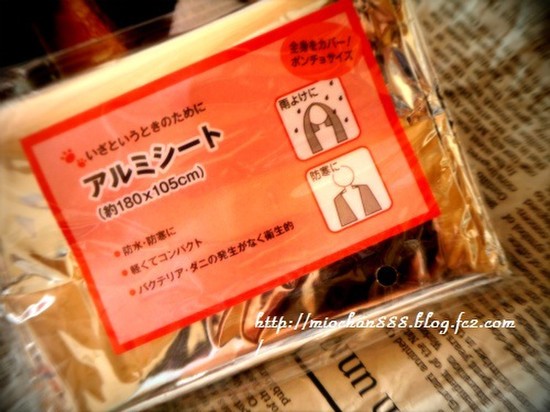 全身をカバー!
ポンチョサイズ
いざというときのために
アルミシート
(約180×105cm)
雨よけに
防寒に
• 防水・防寒に
• 軽くてコンパクト
• バクテリア・ダニの発生がなく衛生的
http://miochan888.blog.fc2.com
/
un